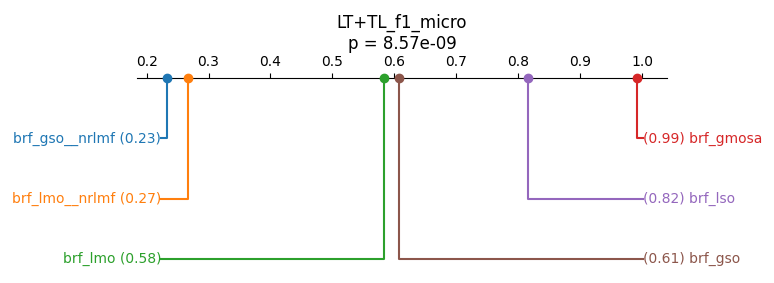 LT+TL_f1_micro
p = 8.57e-09
0.2 0.3 0.4 0.5 0.6 0.7 0.8 0.9 1.0
brf_gso__nrlmf (0.23) (0.99) brf_gmosa
brf_lmo__nrlmf (0.27) (0.82) brf_lso
brf_lmo (0.58) (0.61) brf_gso